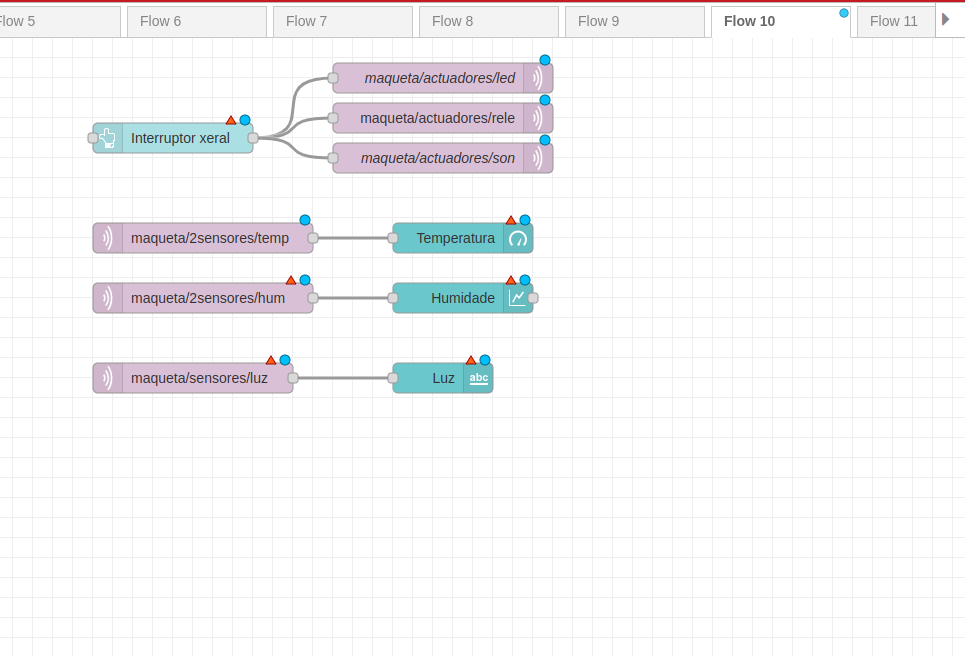 Flow 5
Flow 6
Flow 7
Flow 8
Flow 9
Flow 10
Flow 11
maqueta/actuadores/led
maqueta/actuadores/rele
Interruptor xeral
maqueta/actuadores/son
maqueta/2sensores/temp
Temperatura
maqueta/2sensores/hum
Humidade
maqueta/sensores/luz
Luz
abc